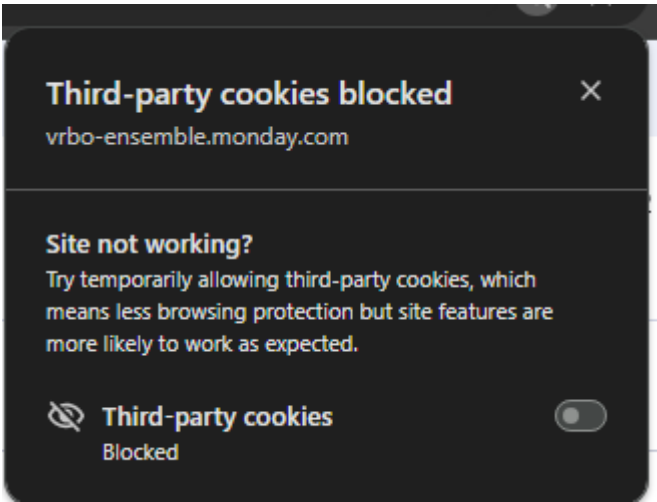 Third-party cookies blocked
vrbo-ensemble.monday.com
Site not working?
Try temporarily allowing third-party cookies, which
means less browsing protection but site features are
more likely to work as expected.
Third-party cookies
Blocked